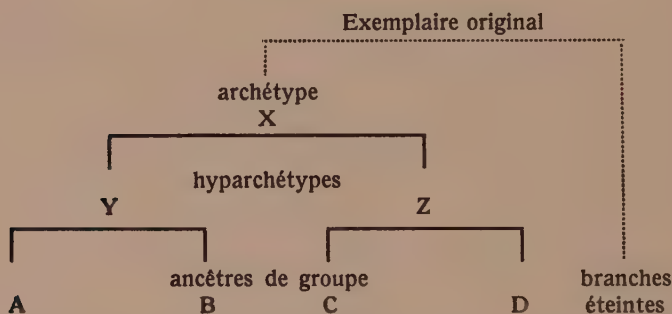 Exemplaire original
archétype
X
hyparchétypes
Y Z
ancêtres de groupe branches
A B C D éteintes